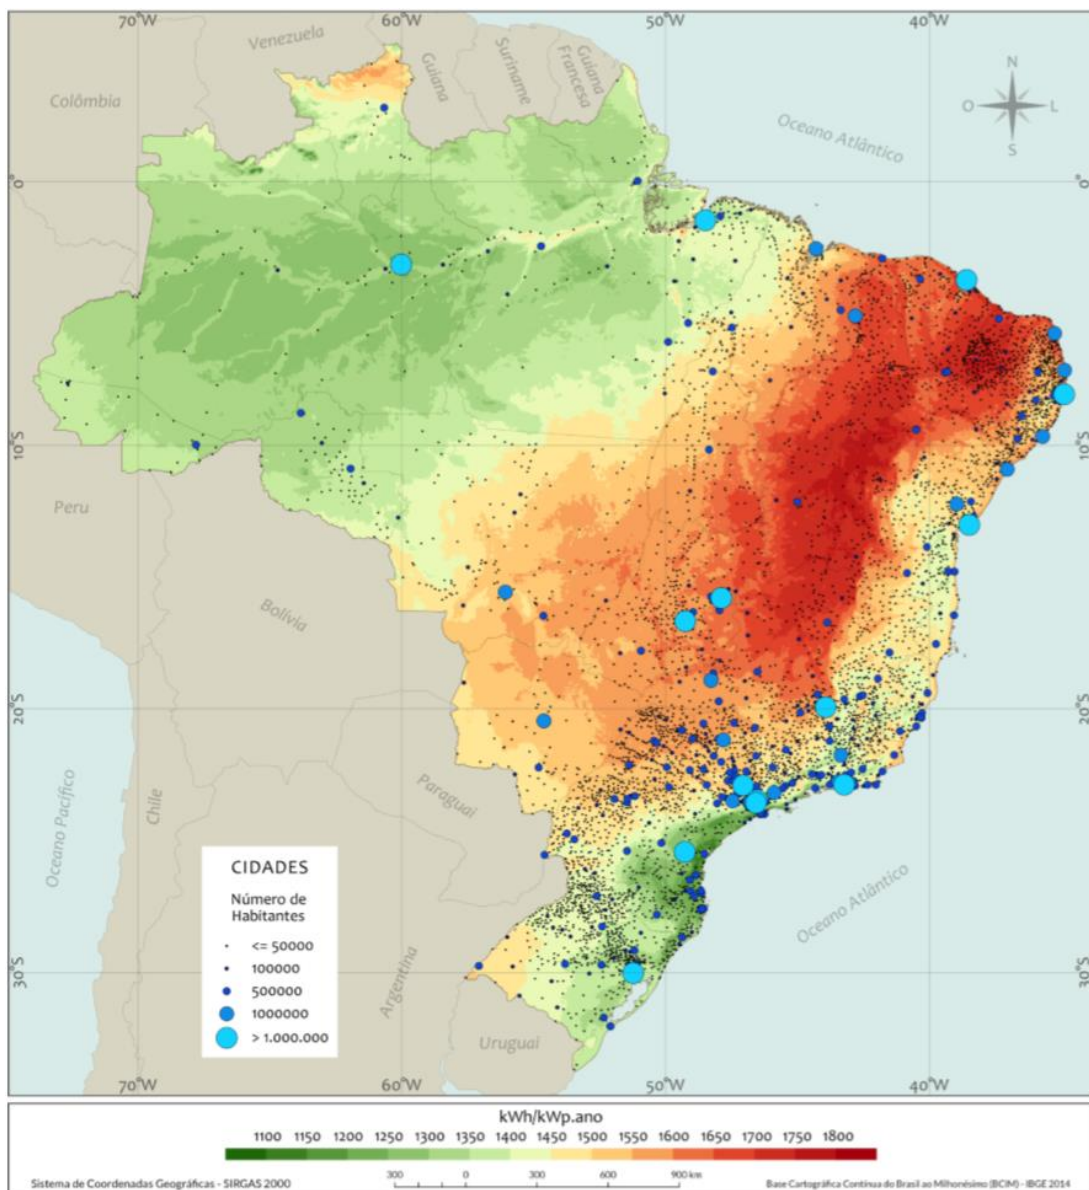 70°W 60°W 50°W 40°W
Venezuela
Guiana
Suriname
Guiana
Francesa
Colômbia
N
O L
S
Oceano Atlântico
0° 0°
10°S 10°S
Peru
Bolívia
20°S 20°S
Paraguai
Chile
Oceano Pacífico
CIDADES
Número de
Habitantes
<= 50000
100000
500000
1000000
> 1.000.000
Oceano Atlântico
Argentina
30°S 30°S
Uruguai
70°W 60°W 50°W 40°W
kWh/kWp.ano
1100 1150 1200 1250 1300 1350 1400 1450 1500 1550 1600 1650 1700 1750 1800
300 0 300 600 900 km
Sistema de Coordenadas Geográficas - SIRGAS 2000
Base Cartográfica Contínua do Brasil ao Milhonésimo (BCIM) - IBGE 2014